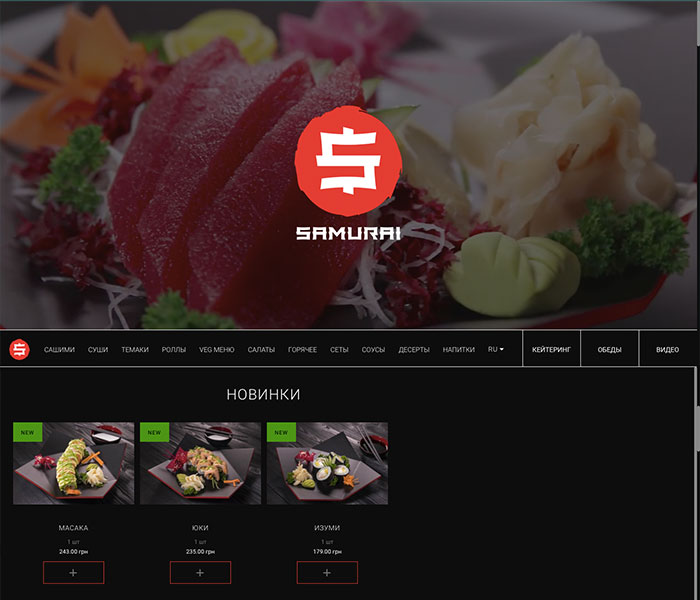 SAMURAI
САШИМИ СУШИ ТЕМАКИ РОЛЛЫ VEG МЕНЮ САЛАТЫ ГОРЯЧЕЕ СЕТЫ СОУСЫ ДЕСЕРТЫ НАПИТКИ RU КЕЙТЕРИНГ ОБЕДЫ ВИДЕО
НОВИНКИ
NEW NEW NEW
МАСАКА ЮКИ ИЗУМИ
1 шт 1 шт 1 шт
243.00 грн 235.00 грн 179.00 грн
+ + +